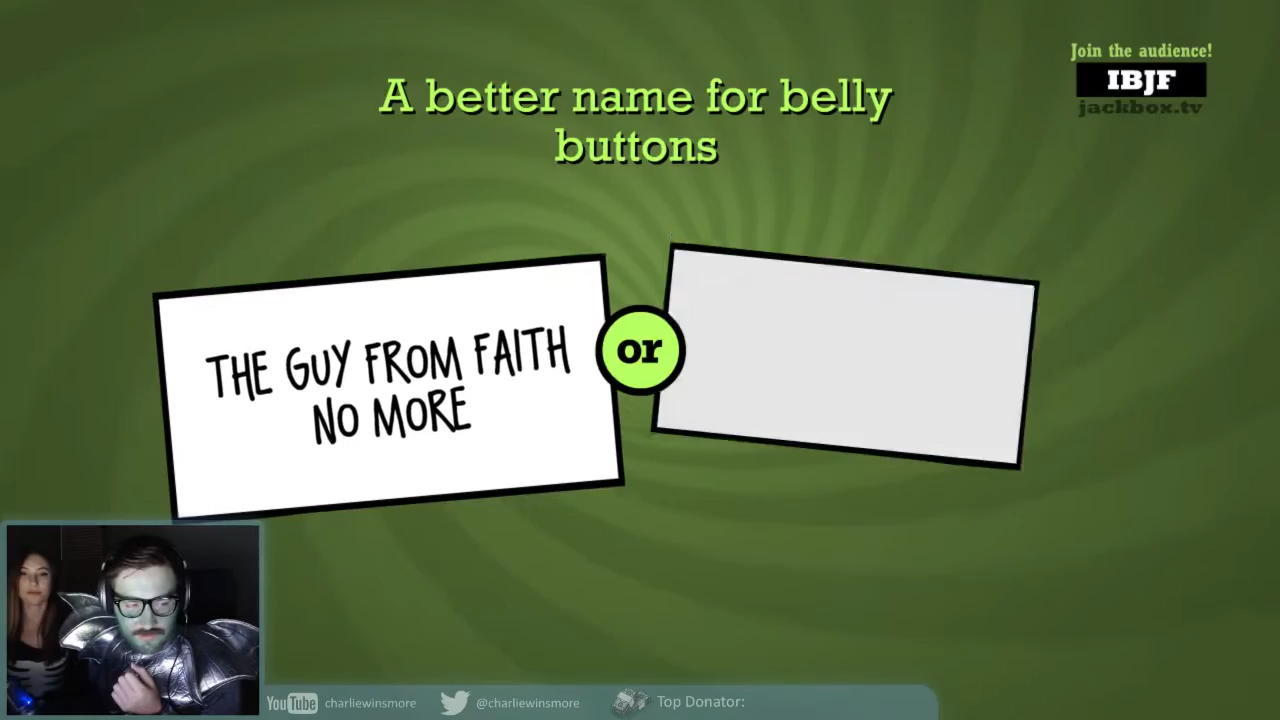 Join the audience!
IBJF
jackbox.tv
A better name for belly
buttons
THE GUY FROM FAITH
NO MORE
or
YouTube charliewinsmore @charliewinsmore Top Donator: